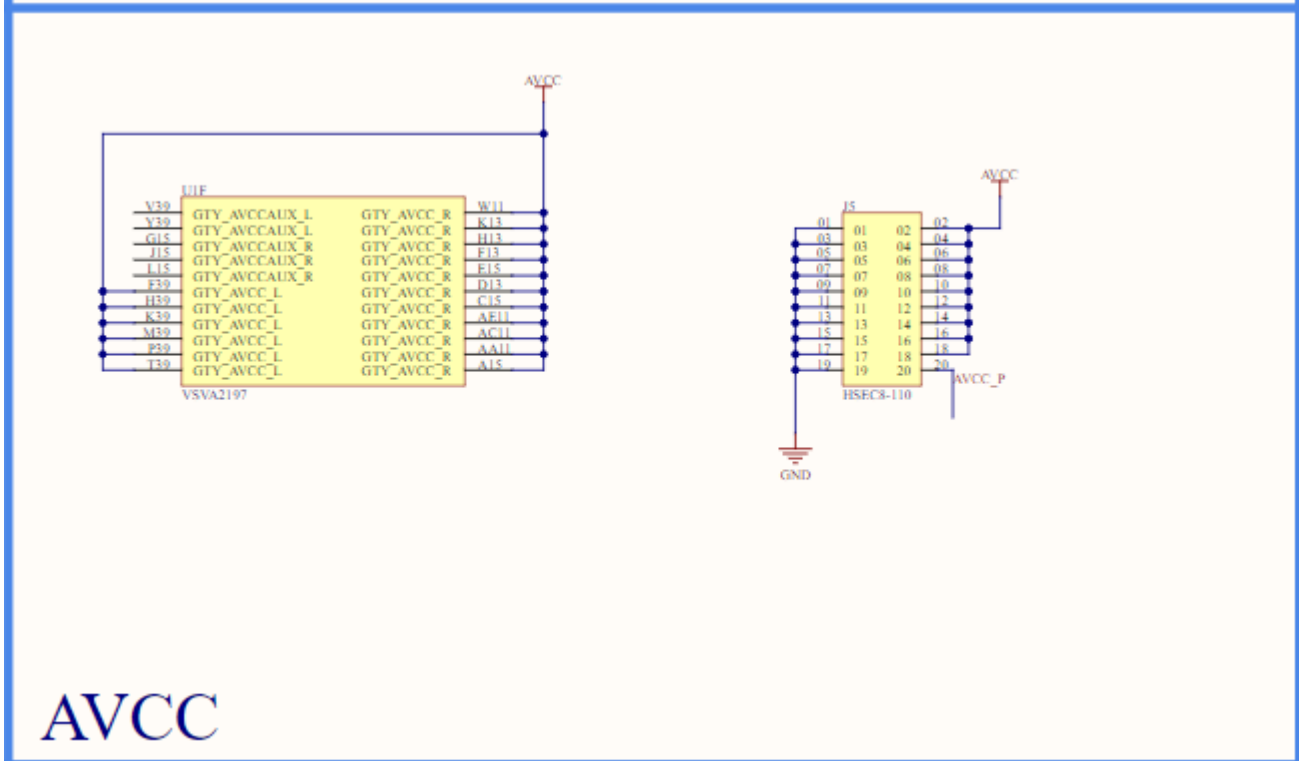 AVCC
U1F
V39 GTY_AVCCAUX_L GTY_AVCC_R W11
Y39 GTY_AVCCAUX_L GTY_AVCC_R K13
G15 GTY_AVCCAUX_R GTY_AVCC_R H13
J15 GTY_AVCCAUX_R GTY_AVCC_R F13
L15 GTY_AVCCAUX_R GTY_AVCC_R E15
F39 GTY_AVCC_L GTY_AVCC_R D13
H39 GTY_AVCC_L GTY_AVCC_R C15
K39 GTY_AVCC_L GTY_AVCC_R AE11
M39 GTY_AVCC_L GTY_AVCC_R AC11
P39 GTY_AVCC_L GTY_AVCC_R AA11
T39 GTY_AVCC_L GTY_AVCC_R A15
VSVA2197
AVCC
J5
01 01 02 02
03 03 04 04
05 05 06 06
07 07 08 08
09 09 10 10
11 11 12 12
13 13 14 14
15 15 16 16
17 17 18 18
19 19 20 20
AVCC_P
HSEC8-110
GND
AVCC